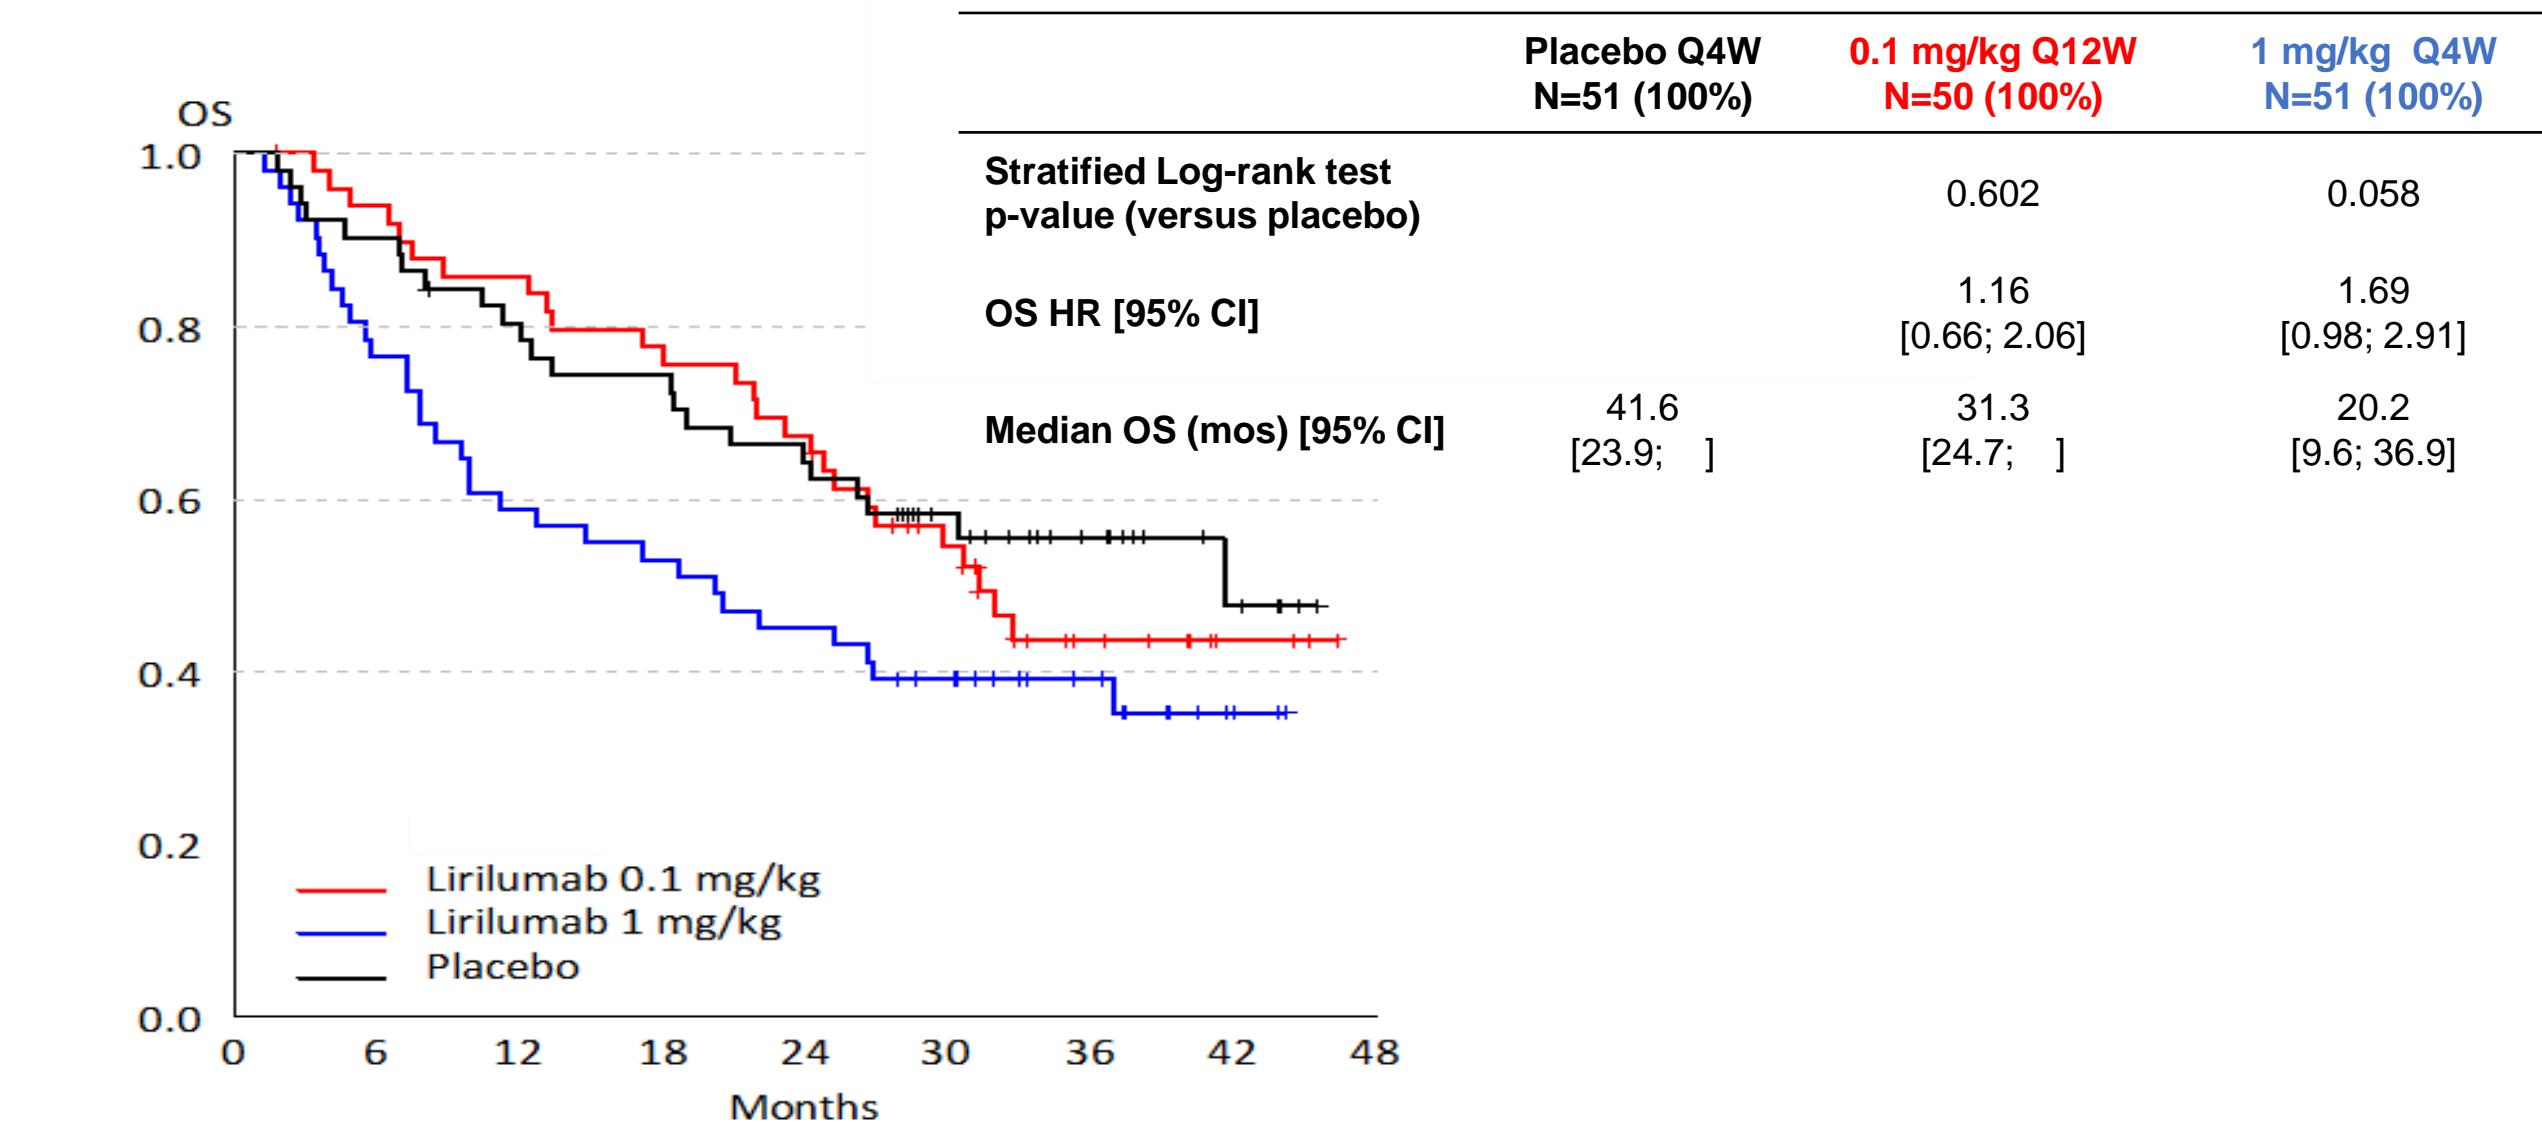 Placebo Q4W 0.1 mg/kg Q12W 1 mg/kg Q4W
N=51 (100%) N=50 (100%) N=51 (100%)
Stratified Log-rank test
p-value (versus placebo) 0.602 0.058
OS HR [95% CI] 1.16 1.69
[0.66; 2.06] [0.98; 2.91]
Median OS (mos) [95% CI] 41.6 31.3 20.2
[23.9; ] [24.7; ] [9.6; 36.9]
OS
1.0
0.8
0.6
0.4
0.2
0.0
Lirilumab 0.1 mg/kg
Lirilumab 1 mg/kg
Placebo
0 6 12 18 24 30 36 42 48
Months